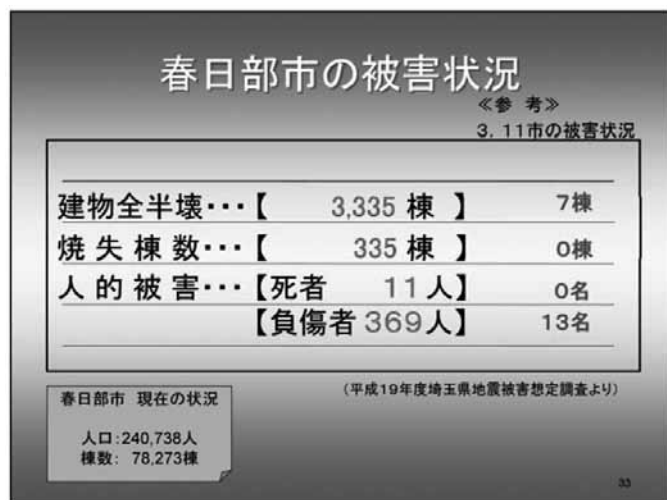 春日部市の被害状況
≪参 考≫
3.11市の被害状況
建物全半壊･･･【 3,335 棟 】 7棟
焼 失 棟 数･･･【 335 棟 】 0棟
人 的 被 害･･･【死者 11 人】 0名
【負傷者 369人】 13名
(平成19年度埼玉県地震被害想定調査より)
春日部市 現在の状況
人口:240,738人
棟数: 78,273棟
33